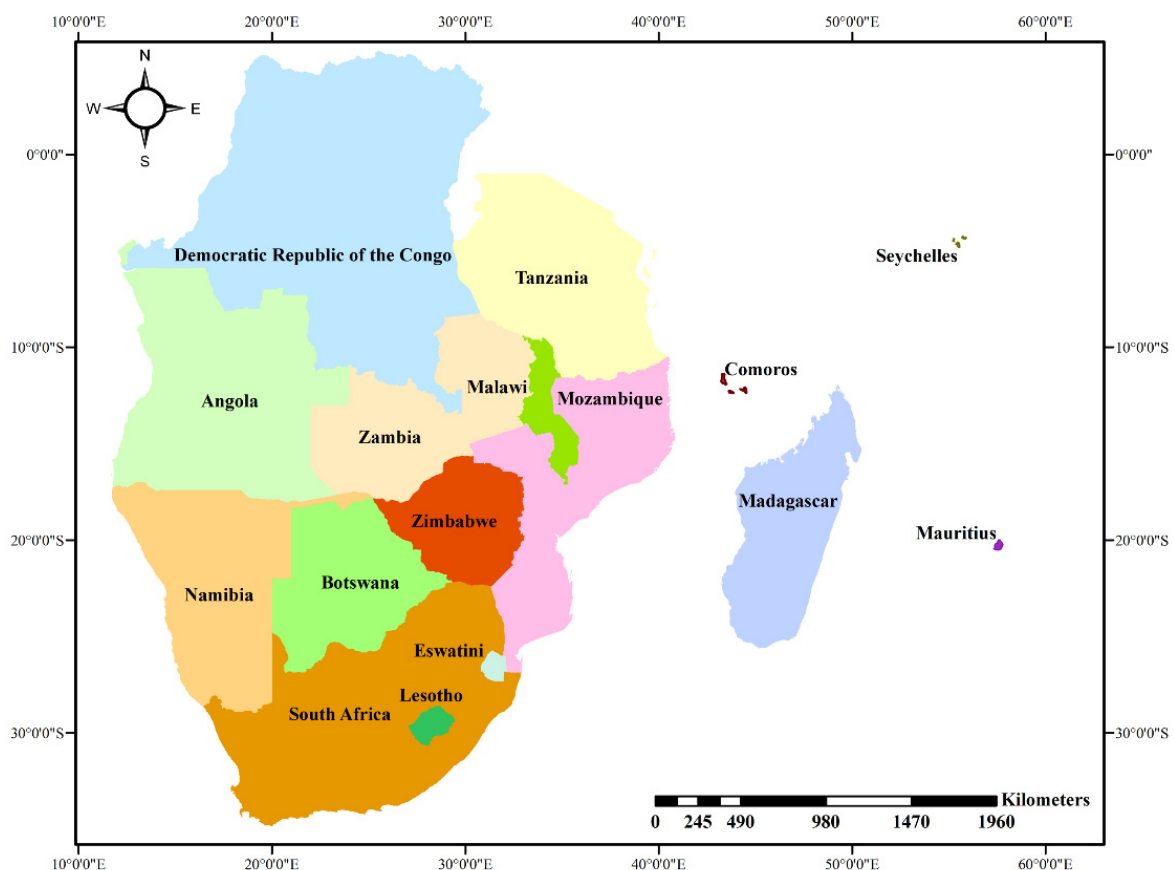 10°0'0"E 20°0'0"E 30°0'0"E 40°0'0"E 50°0'0"E 60°0'0"E
N
W E
S
0°0'0" 0°0'0"
Democratic Republic of the Congo
Seychelles
Tanzania
10°0'0"S 10°0'0"S
Comoros
Malawi
Mozambique
Angola
Zambia
Madagascar
Zimbabwe
Mauritius
20°0'0"S 20°0'0"S
Botswana
Namibia
Eswatini
Lesotho
South Africa
30°0'0"S 30°0'0"S
Kilometers
0 245 490 980 1470 1960
10°0'0"E 20°0'0"E 30°0'0"E 40°0'0"E 50°0'0"E 60°0'0"E